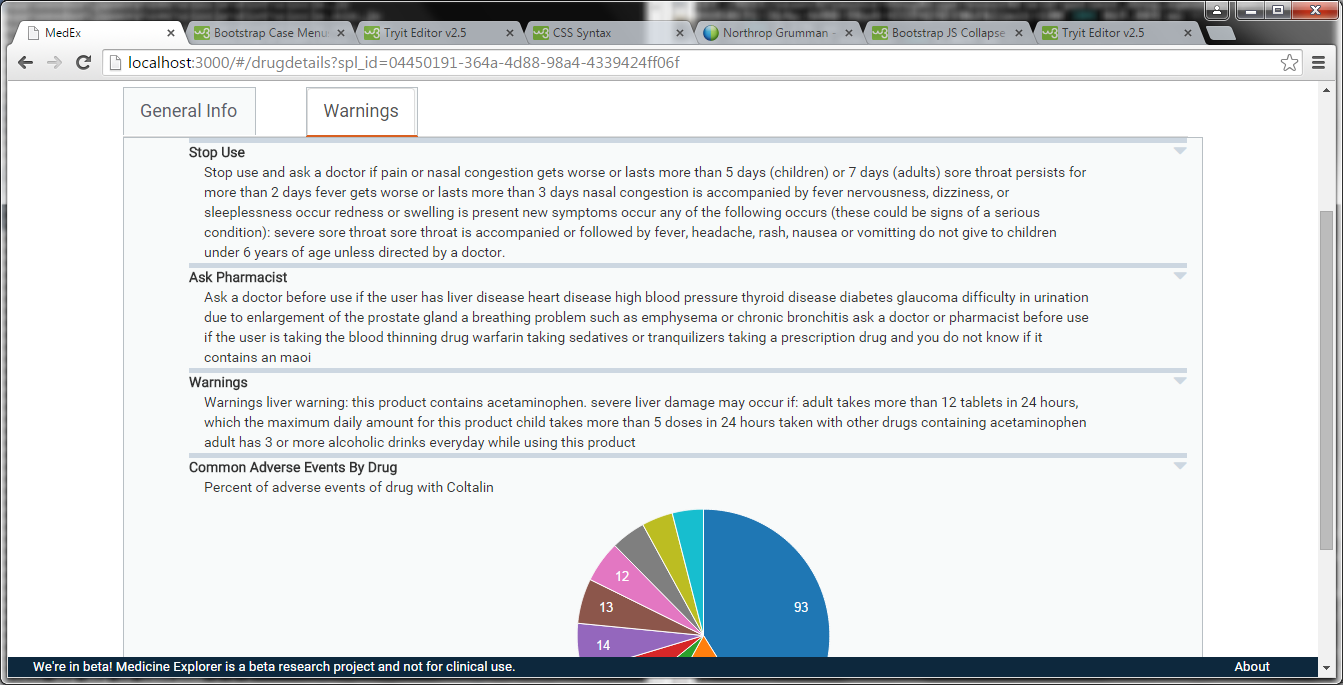 MedEx
Bootstrap Case Menu
Tryit Editor v2.5
CSS Syntax
Northrop Grumman -
Bootstrap JS Collapse
Tryit Editor v2.5
localhost:3000/#/drugdetails?spl_id=04450191-364a-4d88-98a4-4339424ff06f
General Info
Warnings
Stop Use
Stop use and ask a doctor if pain or nasal congestion gets worse or lasts more than 5 days (children) or 7 days (adults) sore throat persists for
more than 2 days fever gets worse or lasts more than 3 days nasal congestion is accompanied by fever nervousness, dizziness, or
sleeplessness occur redness or swelling is present new symptoms occur any of the following occurs (these could be signs of a serious
condition): severe sore throat sore throat is accompanied or followed by fever, headache, rash, nausea or vomitting do not give to children
under 6 years of age unless directed by a doctor.
Ask Pharmacist
Ask a doctor before use if the user has liver disease heart disease high blood pressure thyroid disease diabetes glaucoma difficulty in urination
due to enlargement of the prostate gland a breathing problem such as emphysema or chronic bronchitis ask a doctor or pharmacist before use
if the user is taking the blood thinning drug warfarin taking sedatives or tranquilizers taking a prescription drug and you do not know if it
contains an maoi
Warnings
Warnings liver warning: this product contains acetaminophen. severe liver damage may occur if: adult takes more than 12 tablets in 24 hours,
which the maximum daily amount for this product child takes more than 5 doses in 24 hours taken with other drugs containing acetaminophen
adult has 3 or more alcoholic drinks everyday while using this product
Common Adverse Events By Drug
Percent of adverse events of drug with Coltalin
12
93
13
14
We're in beta! Medicine Explorer is a beta research project and not for clinical use.
About